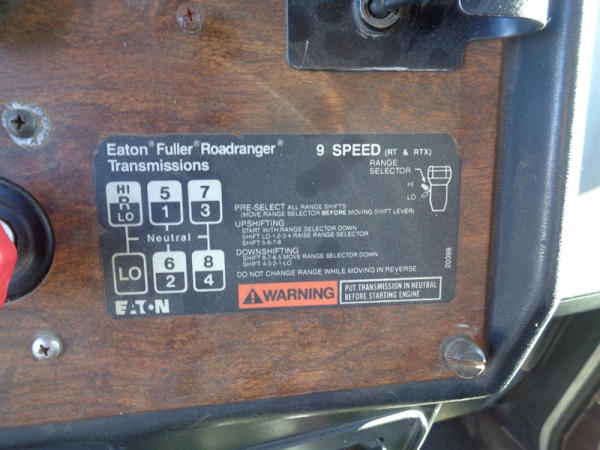 Eaton® Fuller® Roadranger® 9 SPEED (RT & RTX)
Transmissions
RANGE
SELECTOR
HI
LO
HI
R
LO
5 7
1 3
Neutral
LO
6 8
2 4
PRE-SELECT ALL RANGE SHIFTS
(MOVE RANGE SELECTOR BEFORE MOVING SHIFT LEVER)
UPSHIFTING
START WITH RANGE SELECTOR DOWN
SHIFT LO-1-2-3-4 RAISE RANGE SELECTOR
SHIFT 5-6-7-8
DOWNSHIFTING
SHIFT 8-7-6-5 MOVE RANGE SELECTOR DOWN
SHIFT 4-3-2-1-LO
DO NOT CHANGE RANGE WHILE MOVING IN REVERSE
WARNING
PUT TRANSMISSION IN NEUTRAL
BEFORE STARTING ENGINE
EATON
20398